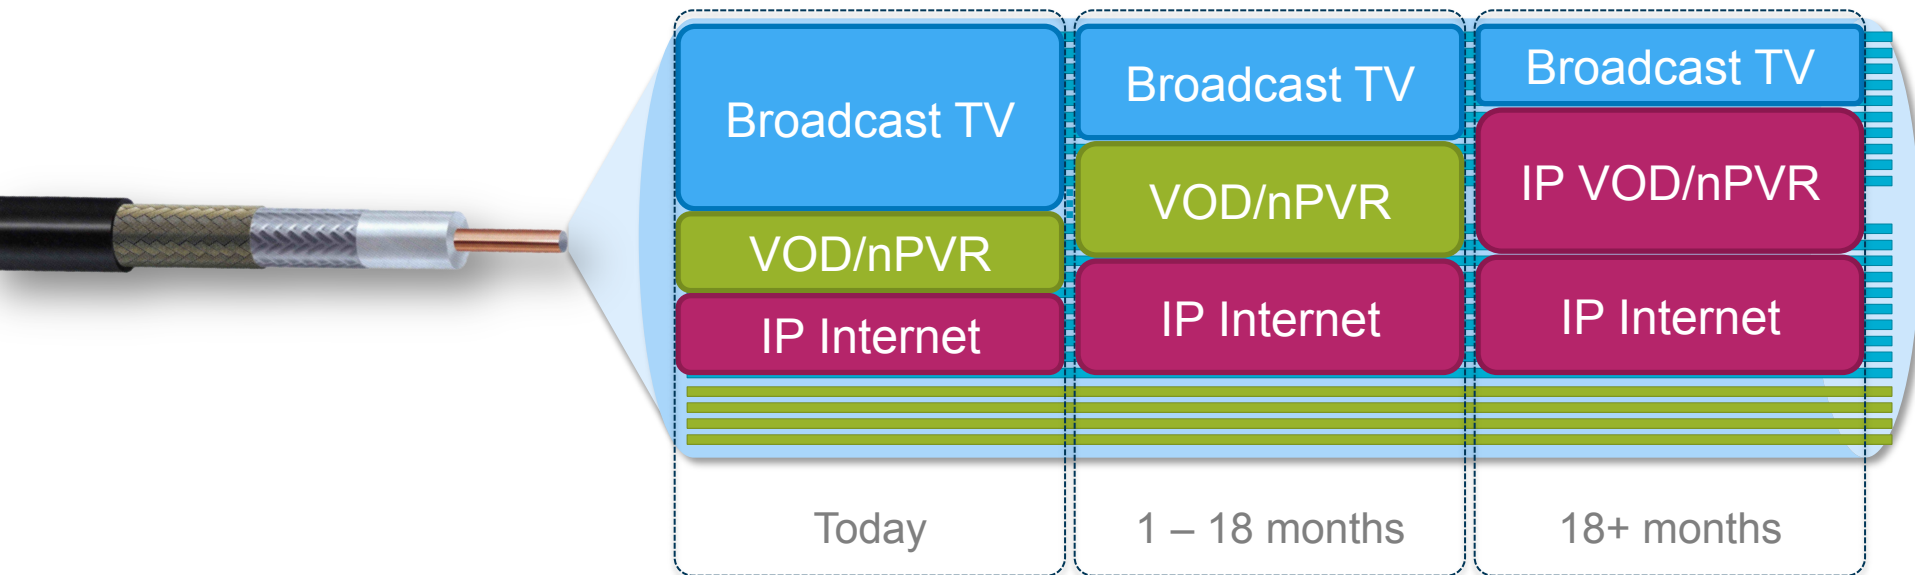 Broadcast TV
VOD/nPVR
IP Internet
Today
Broadcast TV
VOD/nPVR
IP Internet
1 – 18 months
Broadcast TV
IP VOD/nPVR
IP Internet
18+ months